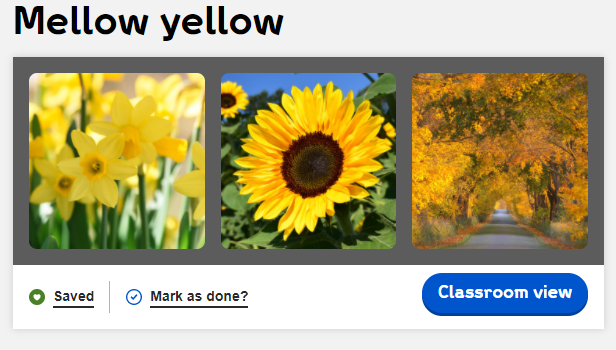 Mellow yellow
Saved
Mark as done?
Classroom view